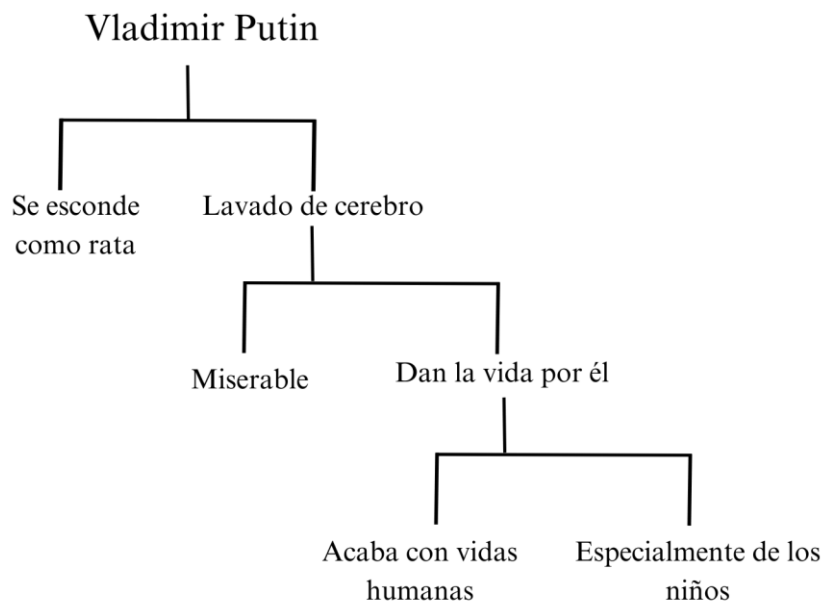 Vladimir Putin
Se esconde
como rata
Lavado de cerebro
Miserable
Dan la vida por él
Acaba con vidas
humanas
Especialmente de los
niños